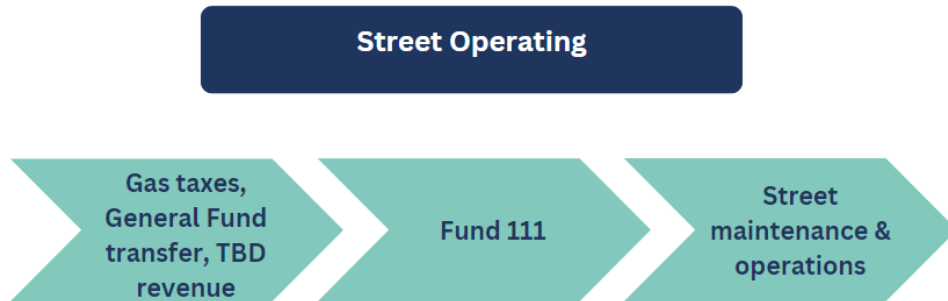 Street Operating
Gas taxes,
General Fund
transfer, TBD
revenue
Fund 111
Street
maintenance &
operations